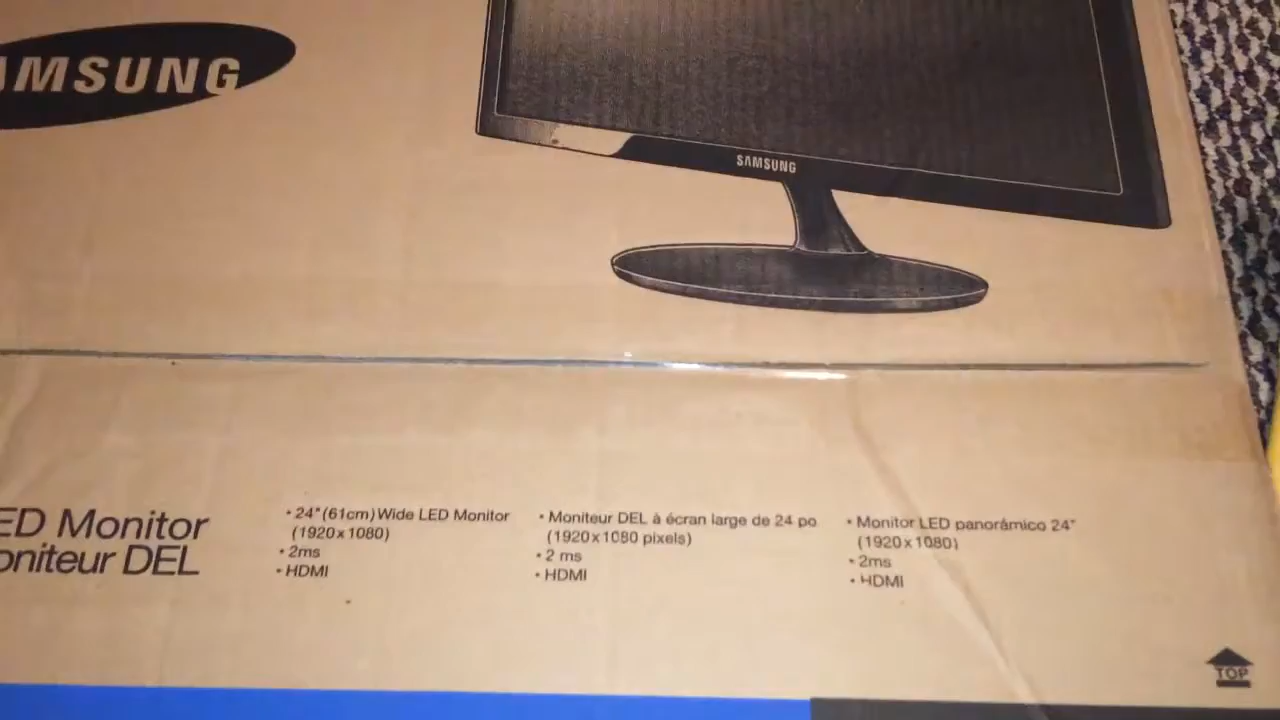 AMSUNG
SAMSUNG
ED Monitor
oniteur DEL
• 24"(61cm)Wide LED Monitor
(1920x1080)
• 2ms
• HDMI
• Moniteur DEL à écran large de 24 po
(1920x1080 pixels)
• 2 ms
• HDMI
• Monitor LED panorámico 24"
(1920x1080)
• 2ms
• HDMI
TOP